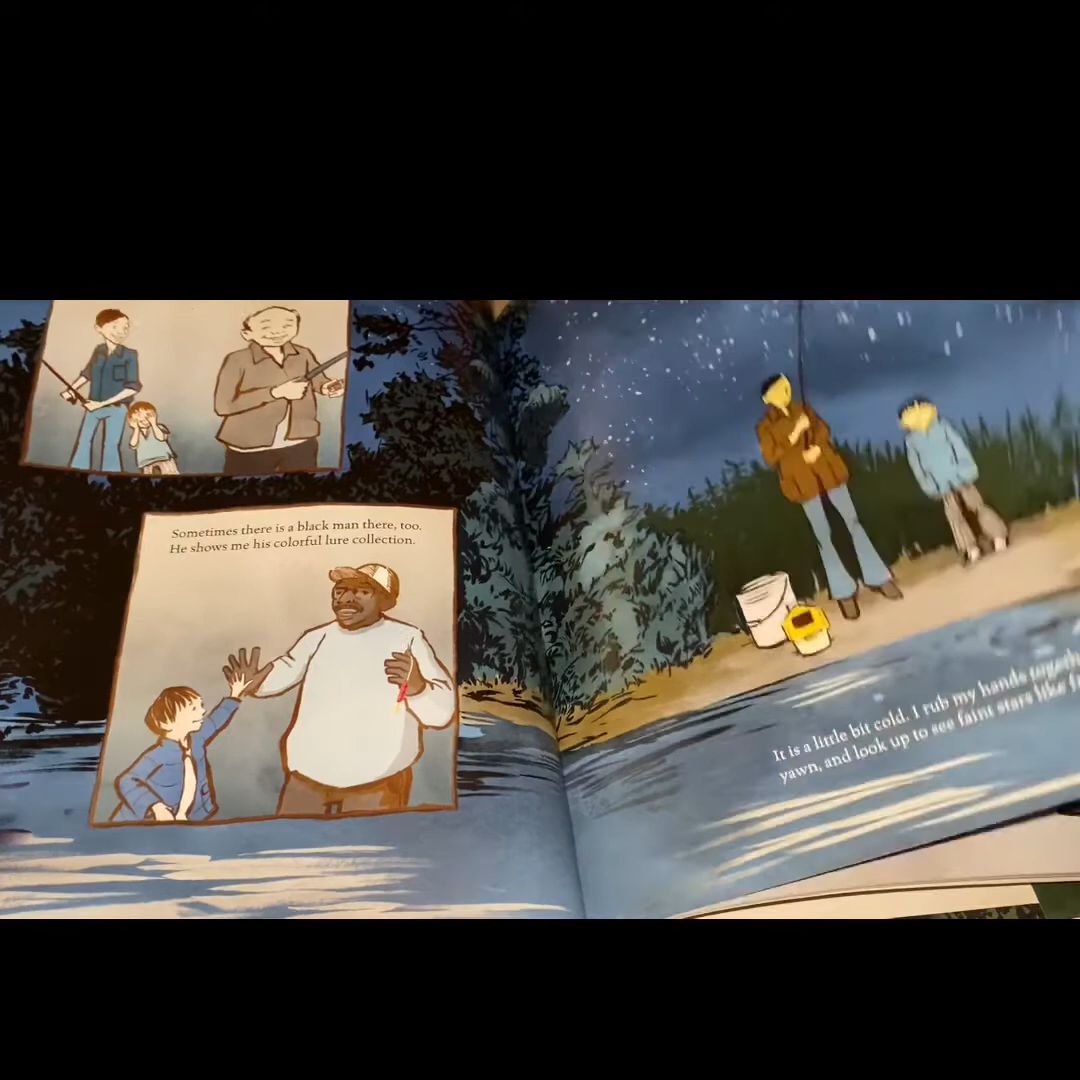 Sometimes there is a black man there, too.
He shows me his colorful lure collection.
It is a little bit cold. I rub my hands
yawn, and look up to see faint stars like